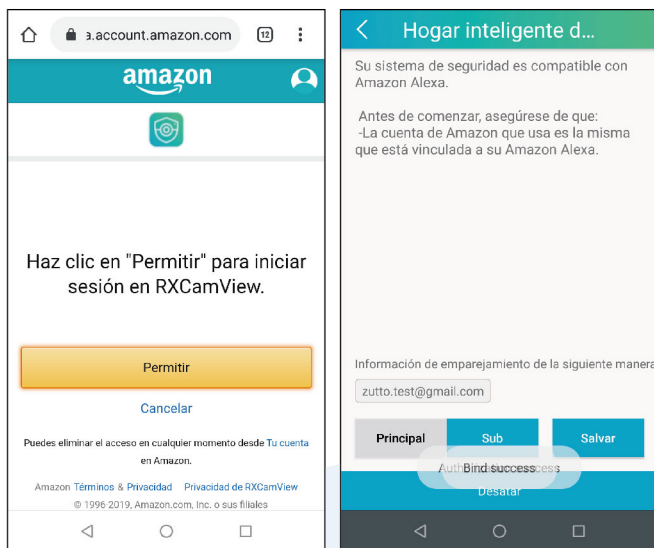 a.account.amazon.com
12
amazon
Haz clic en "Permitir" para iniciar
sesión en RXCamView.
Permitir
Cancelar
Puedes eliminar el acceso en cualquier momento desde Tu cuenta
en Amazon.
Amazon Términos & Privacidad Privacidad de RXCamView
© 1996-2019, Amazon.com, Inc. o sus filiales
Hogar inteligente d...
Su sistema de seguridad es compatible con
Amazon Alexa.
Antes de comenzar, asegúrese de que:
-La cuenta de Amazon que usa es la misma
que está vinculada a su Amazon Alexa.
Información de emparejamiento de la siguiente manera
zutto.test@gmail.com
Principal
Sub
Salvar
Bind success
Desatar